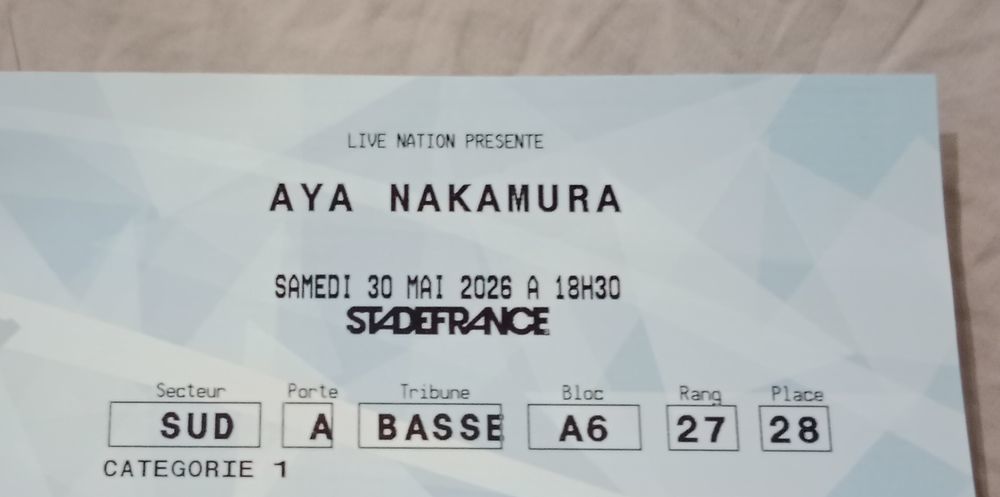 LIVE NATION PRESENTE
AYA NAKAMURA
SAMEDI 30 MAI 2026 A 18H30
STADEFRANCE
Secteur Porte Tribune Bloc Rang Place
SUD A BASSE A6 27 28
CATEGORIE 1